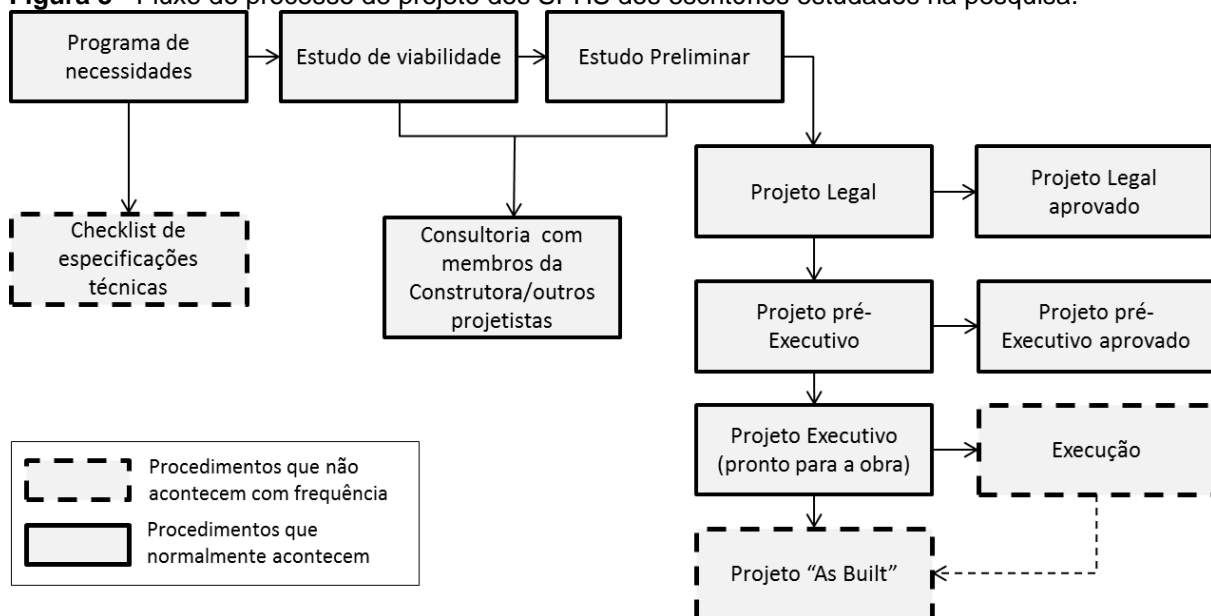 Programa de
necessidades
Estudo de viabilidade
Estudo Preliminar
Projeto Legal
Projeto Legal
aprovado
Checklist de
especificações
técnicas
Consultoria com
membros da
Construtora/outros
projetistas
Projeto pré-
Executivo
Projeto pré-
Executivo aprovado
Projeto Executivo
(pronto para a obra)
Execução
Procedimentos que não
acontecem com frequência
Procedimentos que
normalmente acontecem
Projeto “As Built”